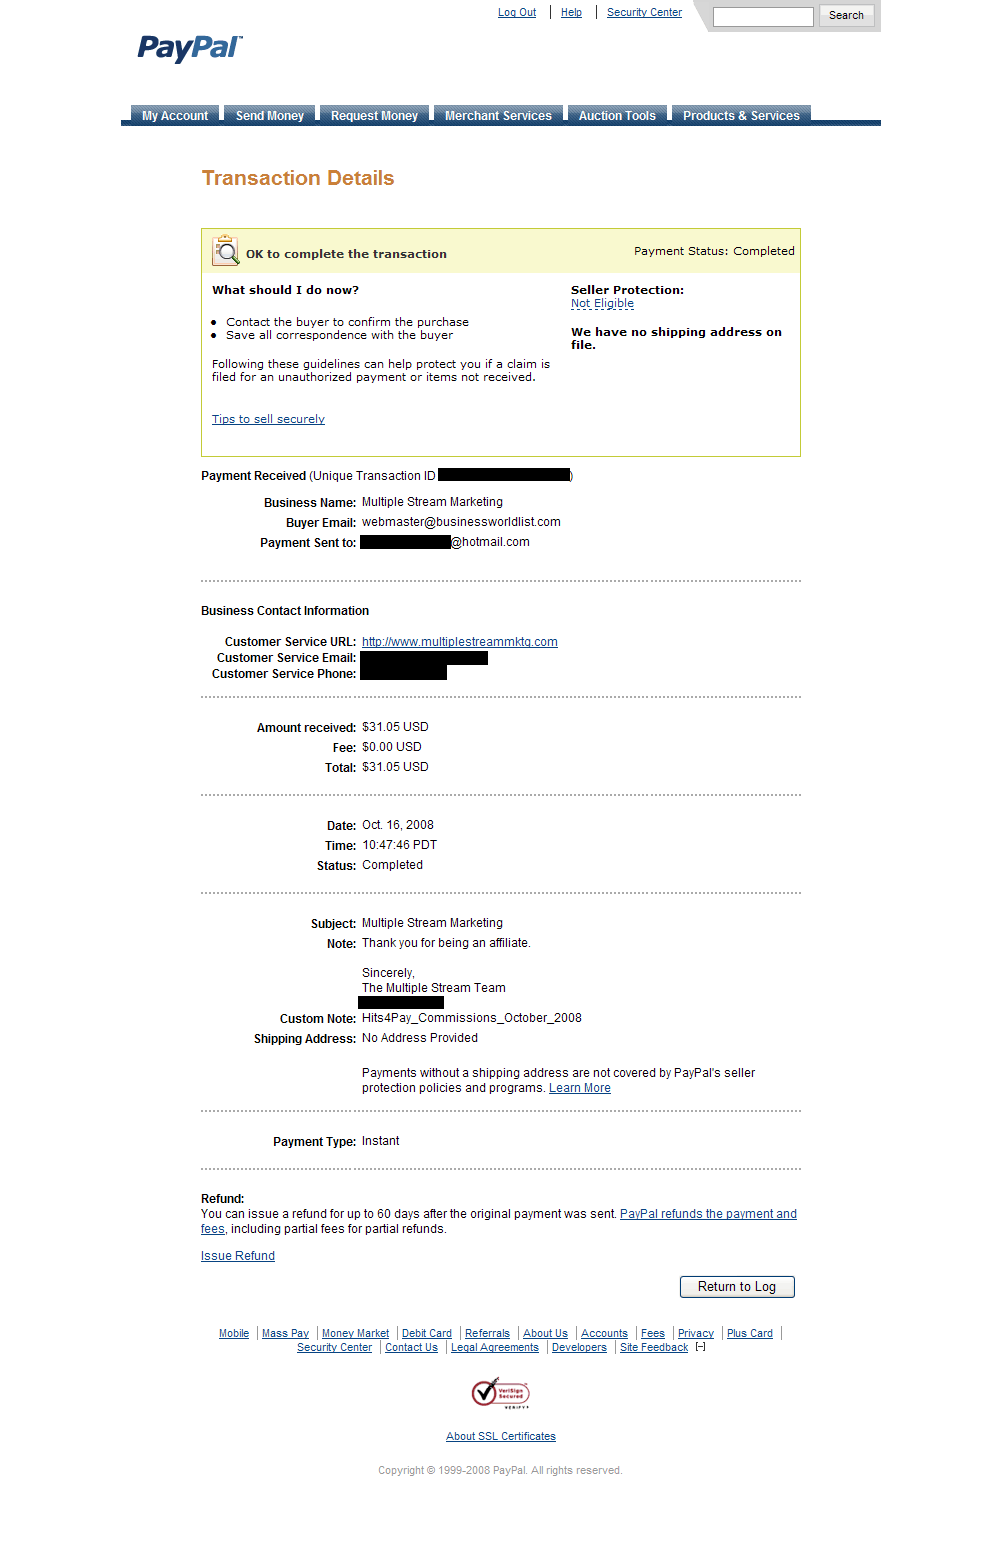 Log Out | Help | Security Center Search
PayPal™
My Account Send Money Request Money Merchant Services Auction Tools Products & Services
Transaction Details
OK to complete the transaction
Payment Status: Completed
What should I do now?
• Contact the buyer to confirm the purchase
• Save all correspondence with the buyer
Following these guidelines can help protect you if a claim is
filed for an unauthorized payment or items not received.
Tips to sell securely
Seller Protection:
Not Eligible
We have no shipping address on
file.
Payment Received (Unique Transaction ID )
Business Name: Multiple Stream Marketing
Buyer Email: webmaster@businessworldlist.com
Payment Sent to: @hotmail.com
Business Contact Information
Customer Service URL: http://www.multiplestreammktg.com
Customer Service Email:
Customer Service Phone:
Amount received: $31.05 USD
Fee: $0.00 USD
Total: $31.05 USD
Date: Oct. 16, 2008
Time: 10:47:46 PDT
Status: Completed
Subject: Multiple Stream Marketing
Note: Thank you for being an affiliate.
Sincerely,
The Multiple Stream Team
Custom Note: Hits4Pay_Commissions_October_2008
Shipping Address: No Address Provided
Payments without a shipping address are not covered by PayPal's seller
protection policies and programs. Learn More
Payment Type: Instant
Refund:
You can issue a refund for up to 60 days after the original payment was sent. PayPal refunds the payment and
fees, including partial fees for partial refunds.
Issue Refund
Return to Log
Mobile | Mass Pay | Money Market | Debit Card | Referrals | About Us | Accounts | Fees | Privacy | Plus Card |
Security Center | Contact Us | Legal Agreements | Developers | Site Feedback [-]
VeriSign
Secured
VERIFY
About SSL Certificates
Copyright © 1999-2008 PayPal. All rights reserved.